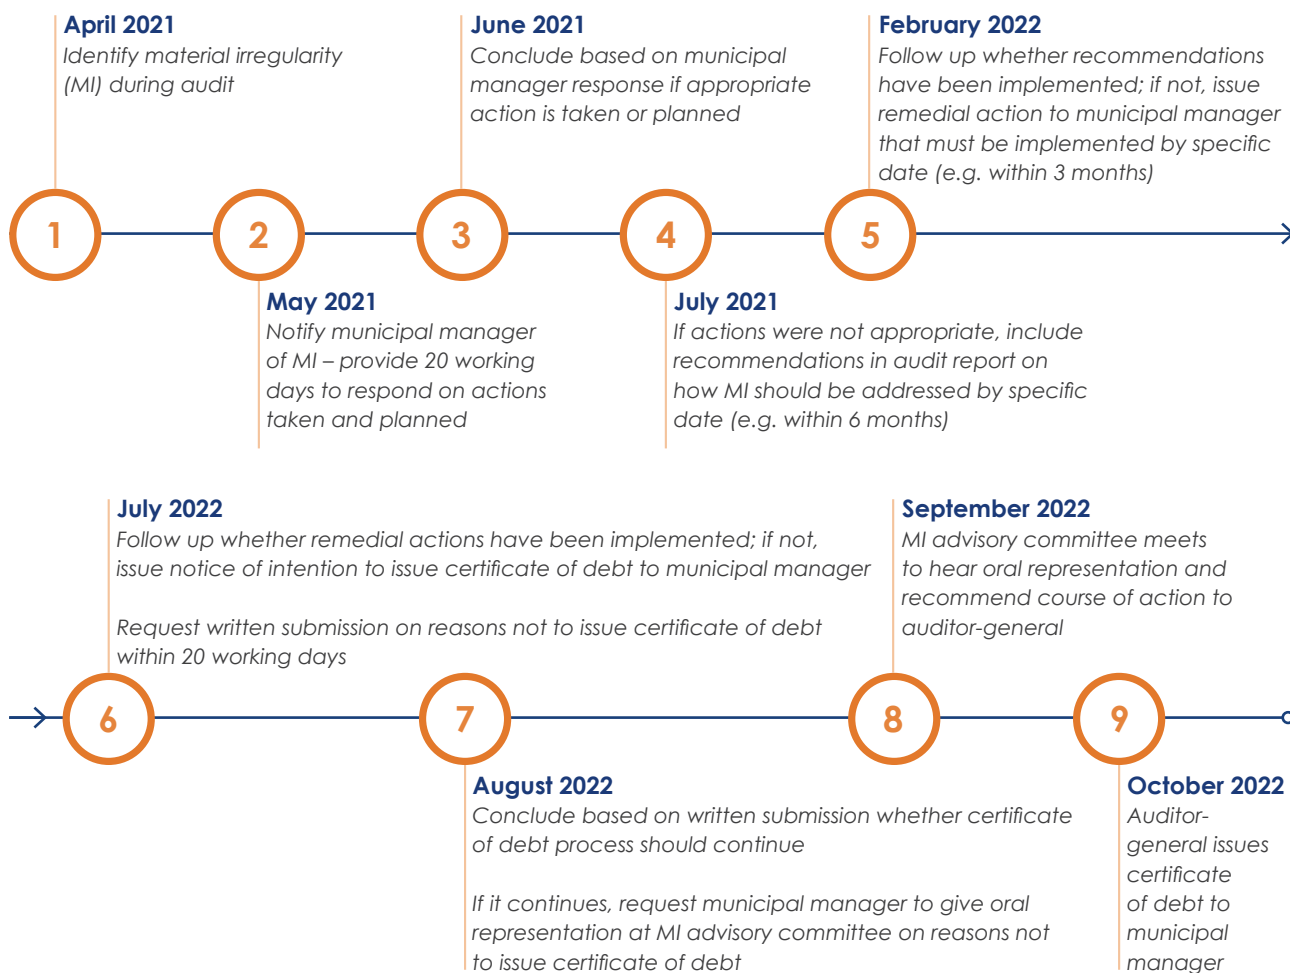 April 2021
Identify material irregularity
(MI) during audit
June 2021
Conclude based on municipal
manager response if appropriate
action is taken or planned
February 2022
Follow up whether recommendations
have been implemented; if not, issue
remedial action to municipal manager
that must be implemented by specific
date (e.g. within 3 months)
1
2
3
4
5
May 2021
Notify municipal manager
of MI – provide 20 working
days to respond on actions
taken and planned
July 2021
If actions were not appropriate, include
recommendations in audit report on
how MI should be addressed by specific
date (e.g. within 6 months)
July 2022
Follow up whether remedial actions have been implemented; if not,
issue notice of intention to issue certificate of debt to municipal manager
Request written submission on reasons not to issue certificate of debt
within 20 working days
September 2022
MI advisory committee meets
to hear oral representation and
recommend course of action to
auditor-general
6
7
8
9
August 2022
Conclude based on written submission whether certificate
of debt process should continue
If it continues, request municipal manager to give oral
representation at MI advisory committee on reasons not
to issue certificate of debt
October 2022
Auditor-
general issues
certificate
of debt to
municipal
manager